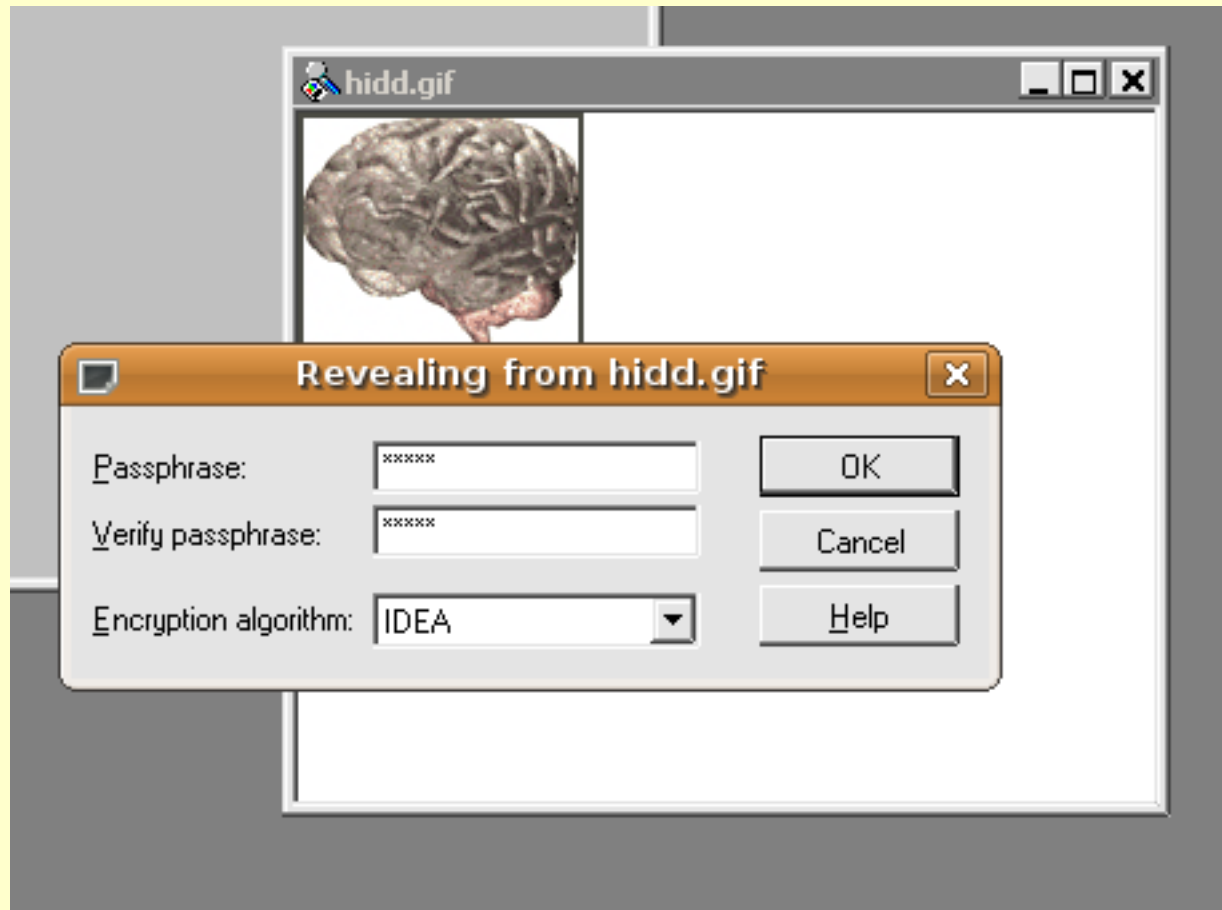 hidd.gif
Revealing from hidd.gif
Passphrase:
*****
OK
Verify passphrase:
*****
Cancel
Encryption algorithm:
IDEA
Help